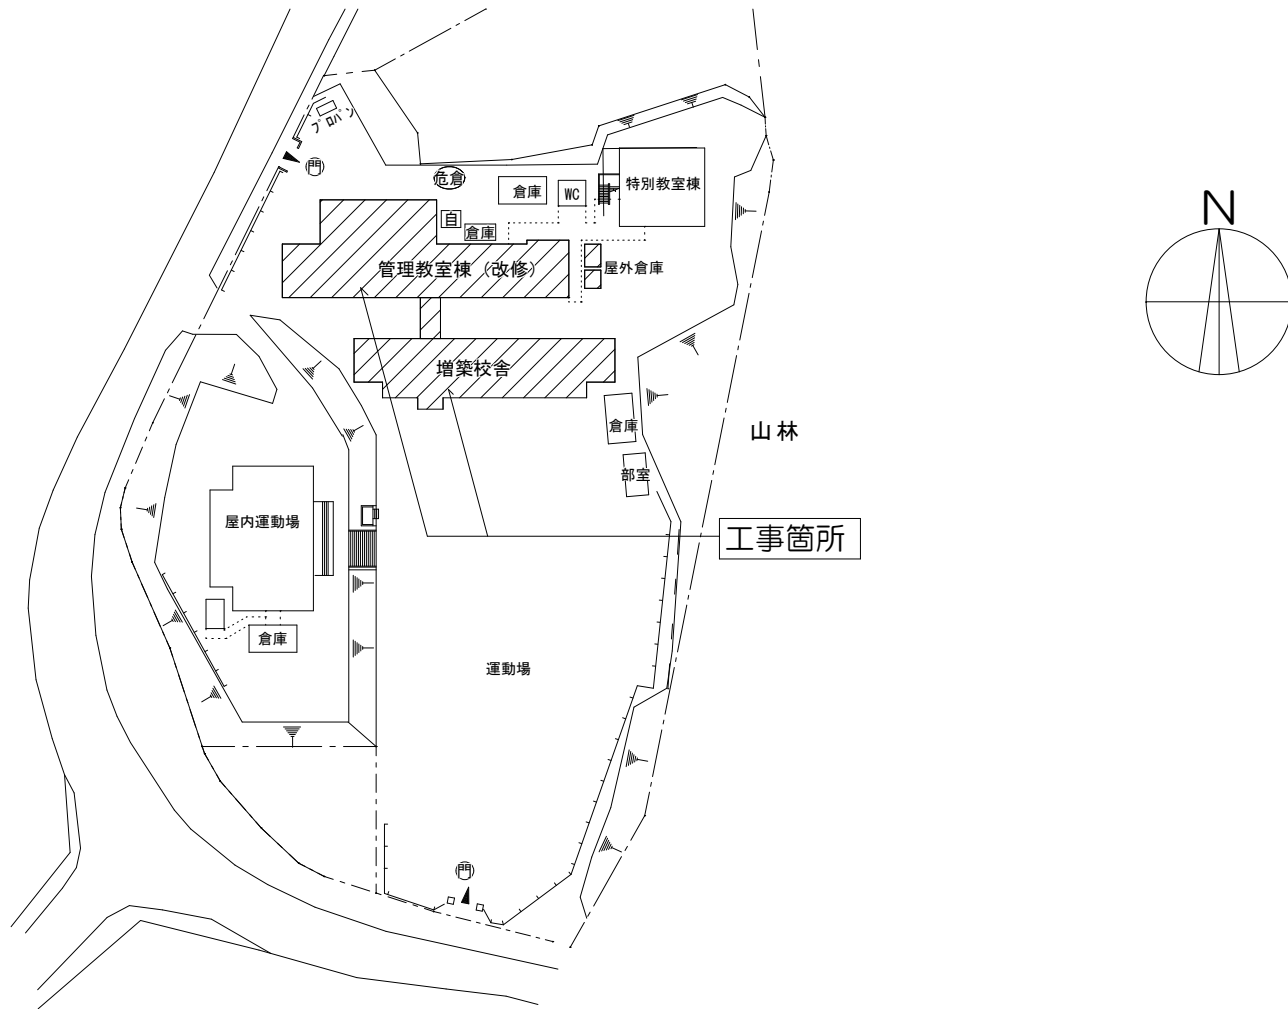 プロパン
門
危倉
倉庫
WC
特別教室棟
自
倉庫
N
管理教室棟（改修）
屋外倉庫
増築校舎
倉庫
山林
部室
屋内運動場
工事箇所
倉庫
運動場
門